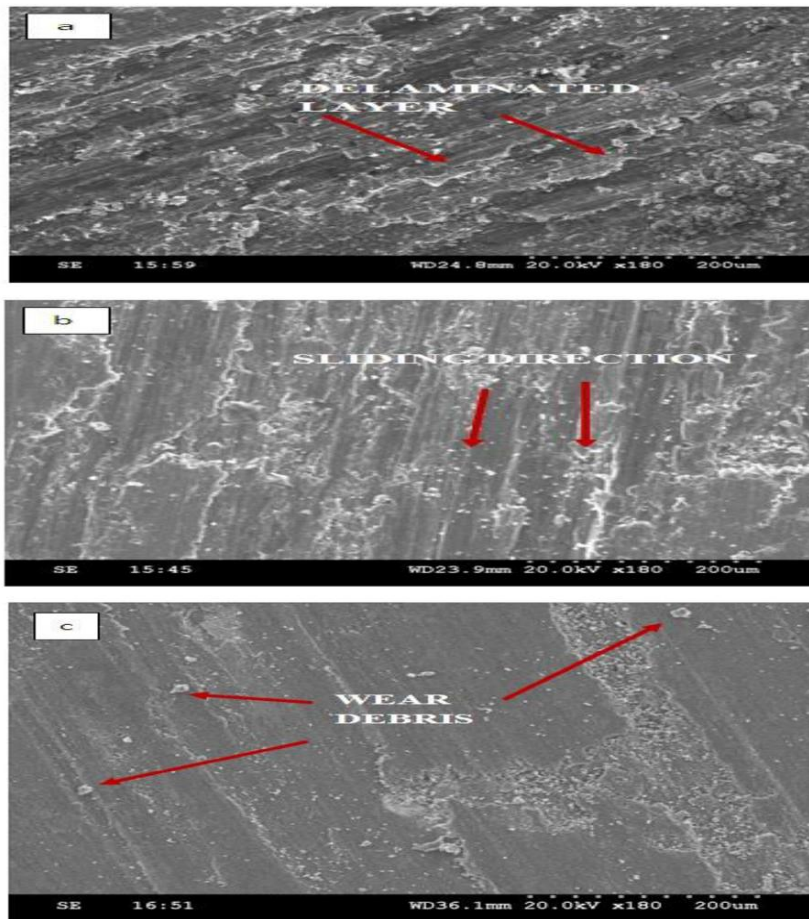 a
DELAMINATED
LAYER
SE 15:59 WD24.8mm 20.0kV x180 200um
b
SLIDING DIRECTION
SE 15:45 WD23.9mm 20.0kV x180 200um
c
WEAR
DEBRIS
SE 16:51 WD36.1mm 20.0kV x180 200um